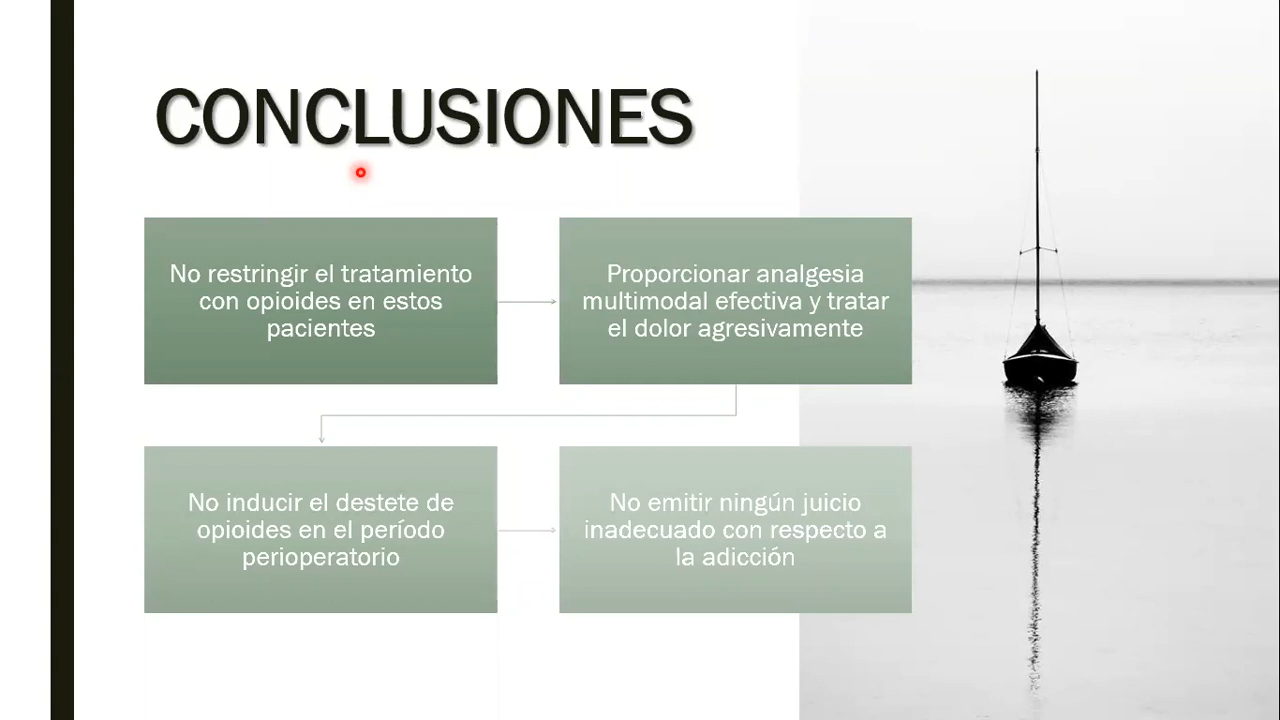 CONCLUSIONES
No restringir el tratamiento
con opioides en estos
pacientes
Proporcionar analgesia
multimodal efectiva y tratar
el dolor agresivamente
No inducir el destete de
opioides en el período
perioperatorio
No emitir ningún juicio
inadecuado con respecto a
la adicción